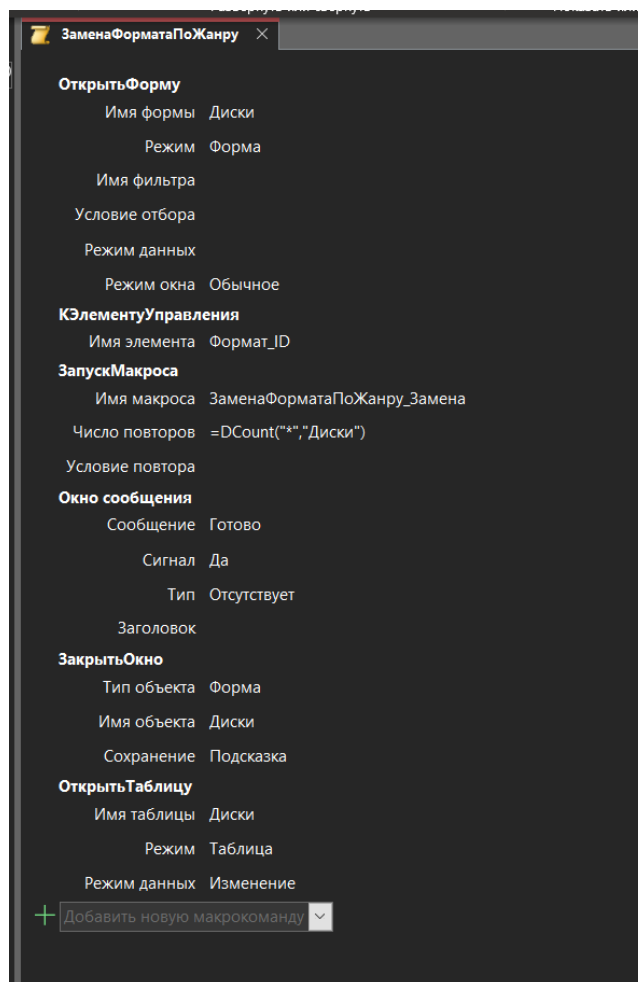 ЗаменаФорматаПоЖанру
ОткрытьФорму
Имя формы Диски
Режим Форма
Имя фильтра
Условие отбора
Режим данных
Режим окна Обычное
КЭлементуУправления
Имя элемента Формат_ID
ЗапускМакроса
Имя макроса ЗаменаФорматаПоЖанру_Замена
Число повторов =DCount("*","Диски")
Условие повтора
Окно сообщения
Сообщение Готово
Сигнал Да
Тип Отсутствует
Заголовок
ЗакрытьОкно
Тип объекта Форма
Имя объекта Диски
Сохранение Подсказка
ОткрытьТаблицу
Имя таблицы Диски
Режим Таблица
Режим данных Изменение
Добавить новую макрокоманду